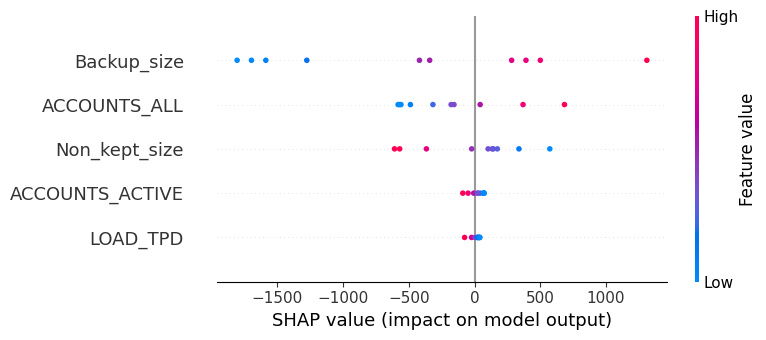 High
Backup_size
ACCOUNTS_ALL
Non_kept_size
ACCOUNTS_ACTIVE
LOAD_TPD
Feature value
Low
−1500 −1000 −500 0 500 1000
SHAP value (impact on model output)